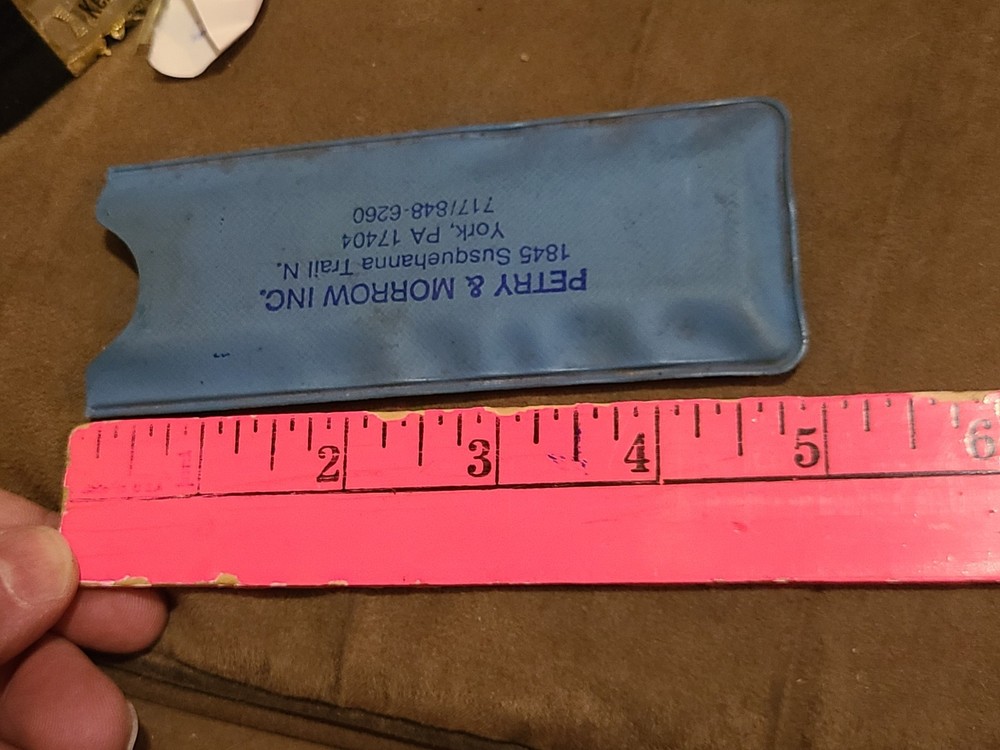 PETRY & MORROW INC.
1845 Susquehanna Trail N.
York, PA 17404
717/848-6260
1 2 3 4 5 6